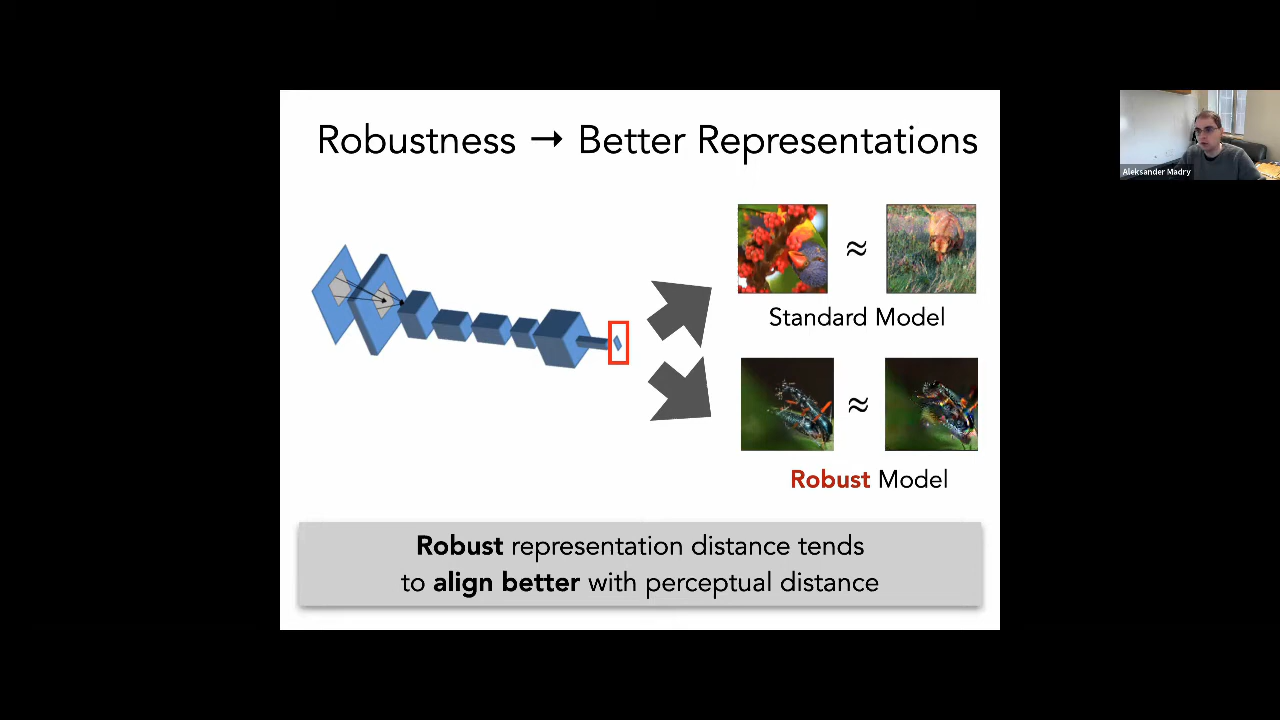 Robustness → Better Representations
Aleksander Madry
≈
Standard Model
≈
Robust Model
Robust representation distance tends
to align better with perceptual distance